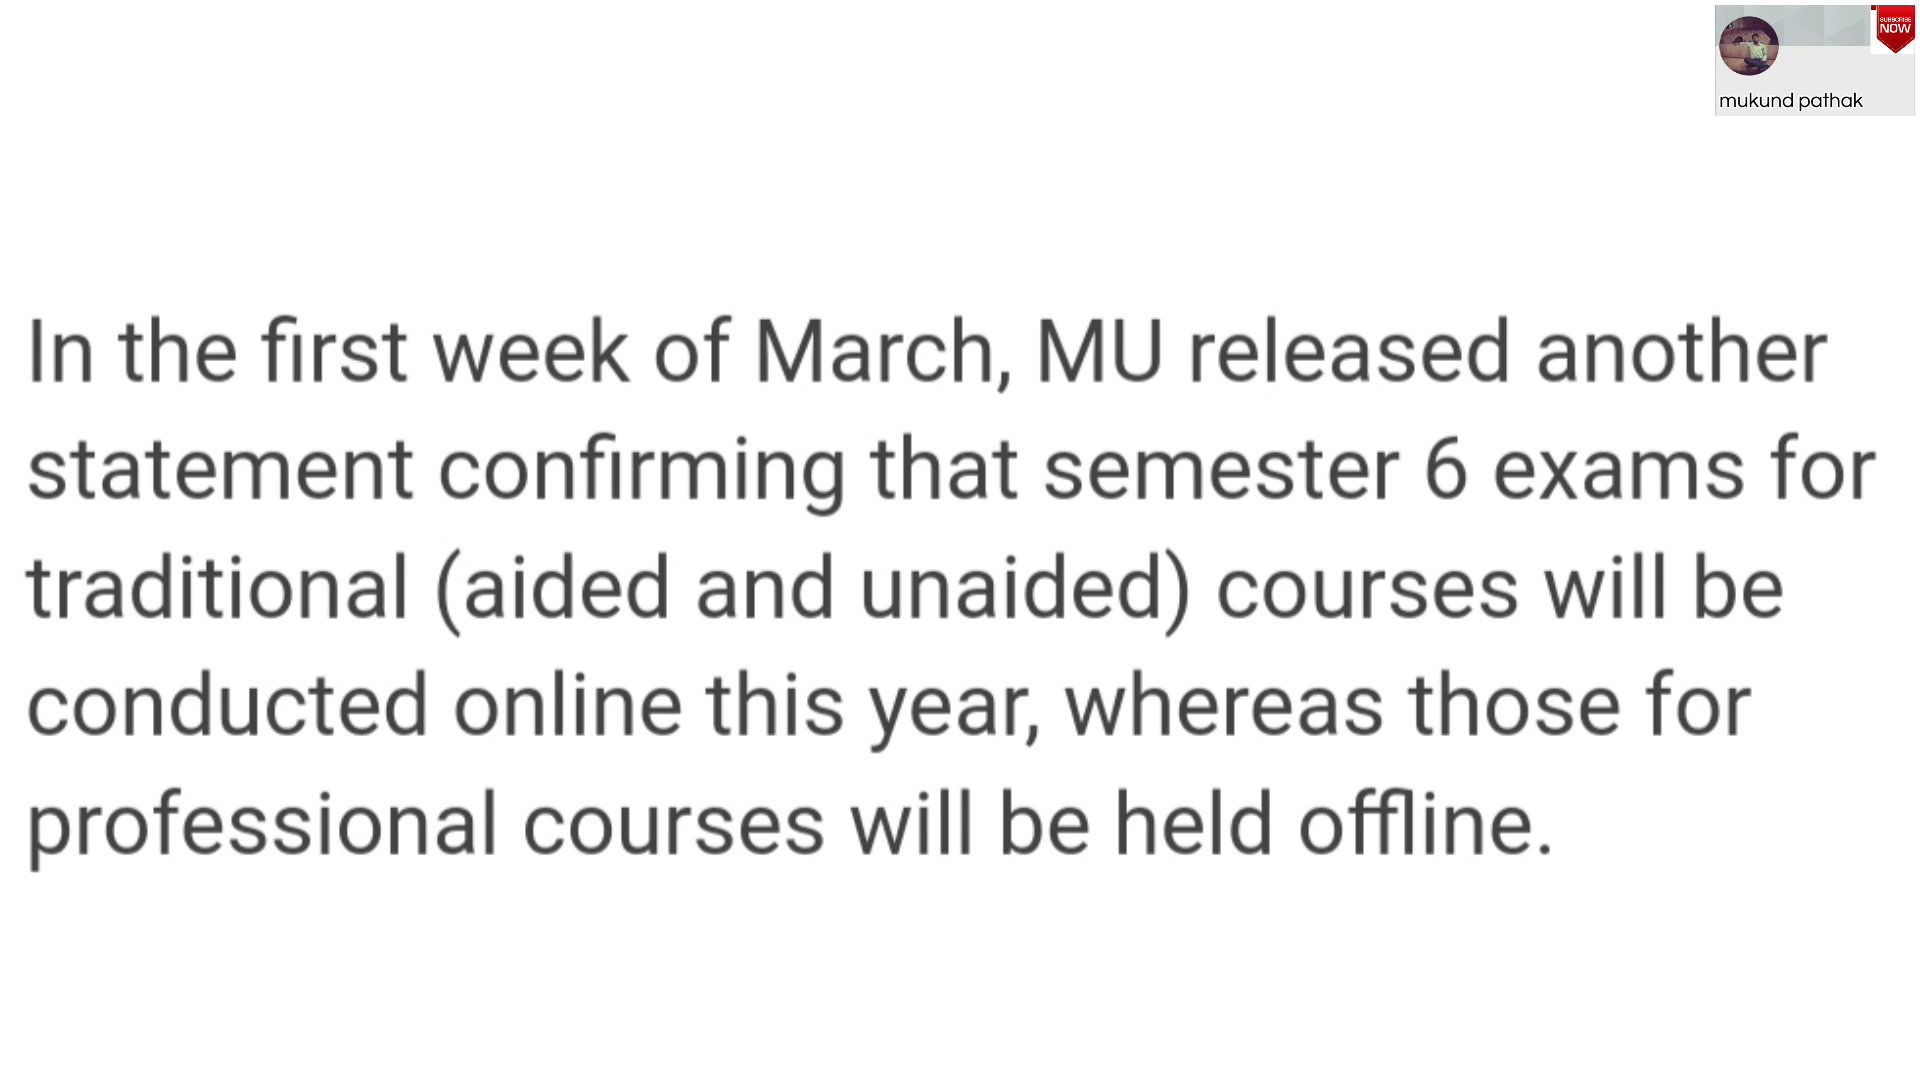 SUBSCRIBE
NOW
mukund pathak
In the first week of March, MU released another
statement confirming that semester 6 exams for
traditional (aided and unaided) courses will be
conducted online this year, whereas those for
professional courses will be held offline.